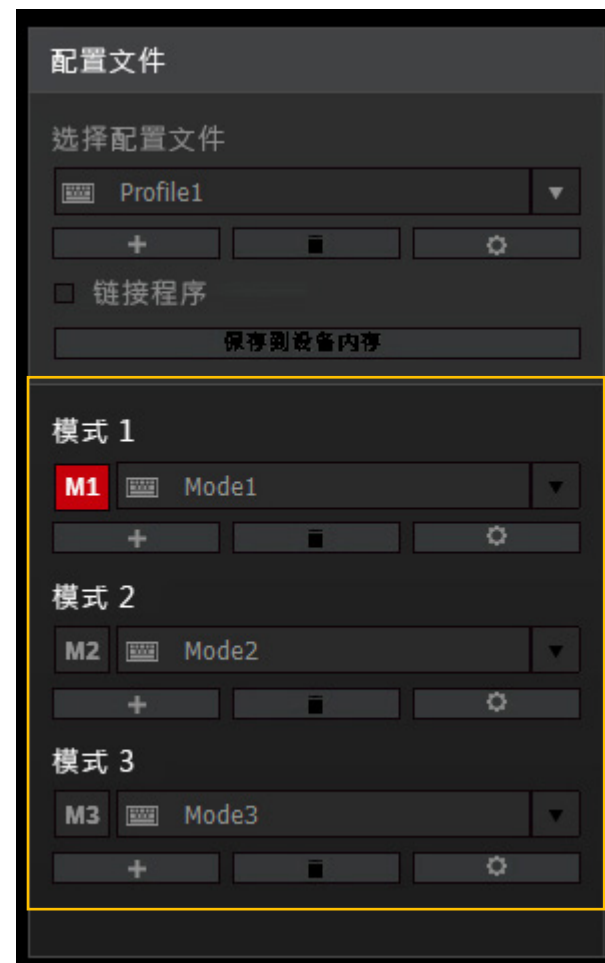 配置文件
选择配置文件
Profile1
链接程序
保存到设备内存
模式 1
M1 Mode1
模式 2
M2 Mode2
模式 3
M3 Mode3